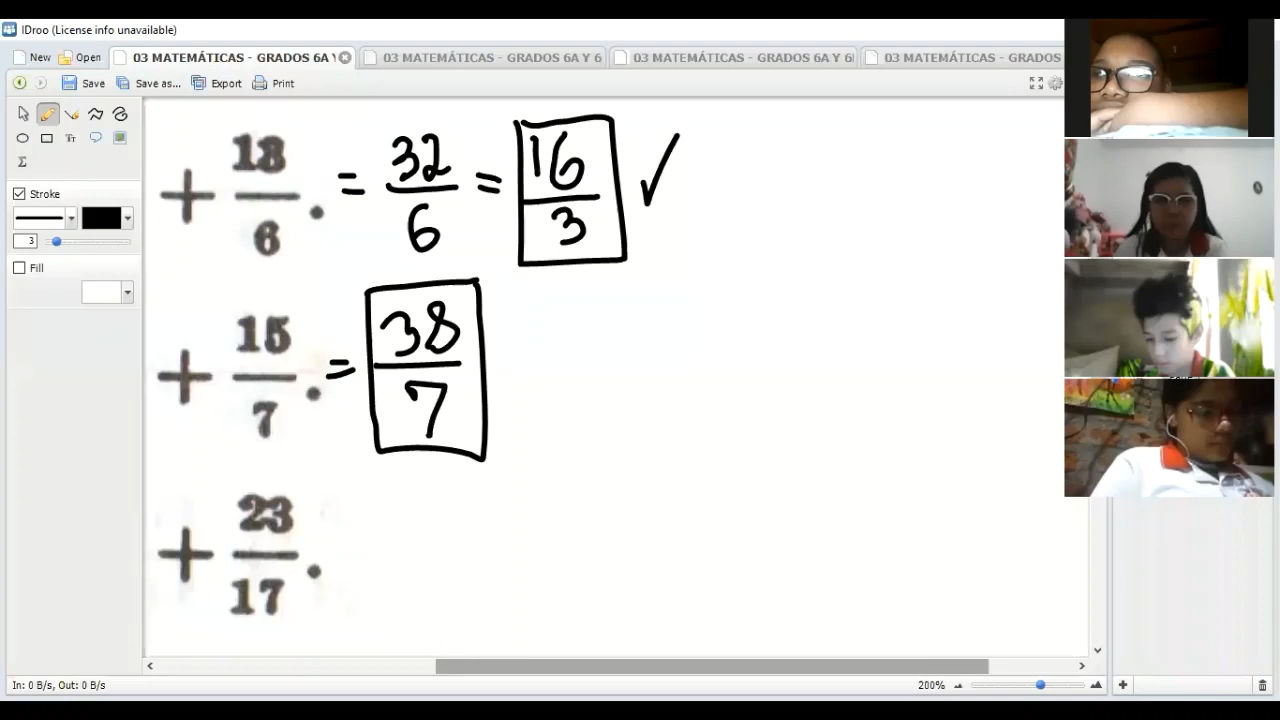 IDroo (License info unavailable)
New Open 03 MATEMÁTICAS - GRADOS 6A Y 03 MATEMÁTICAS - GRADOS 6A Y 6 03 MATEMÁTICAS - GRADOS 6A Y 6 03 MATEMÁTICAS - GRADOS
Save Save as... Export Print
Tr
Σ
Stroke
3
Fill
+ 18/6 . = 32/6 = 16/3 ✓
+ 15/7 . = 38/7
+ 23/17 .
In: 0 B/s, Out: 0 B/s 200%